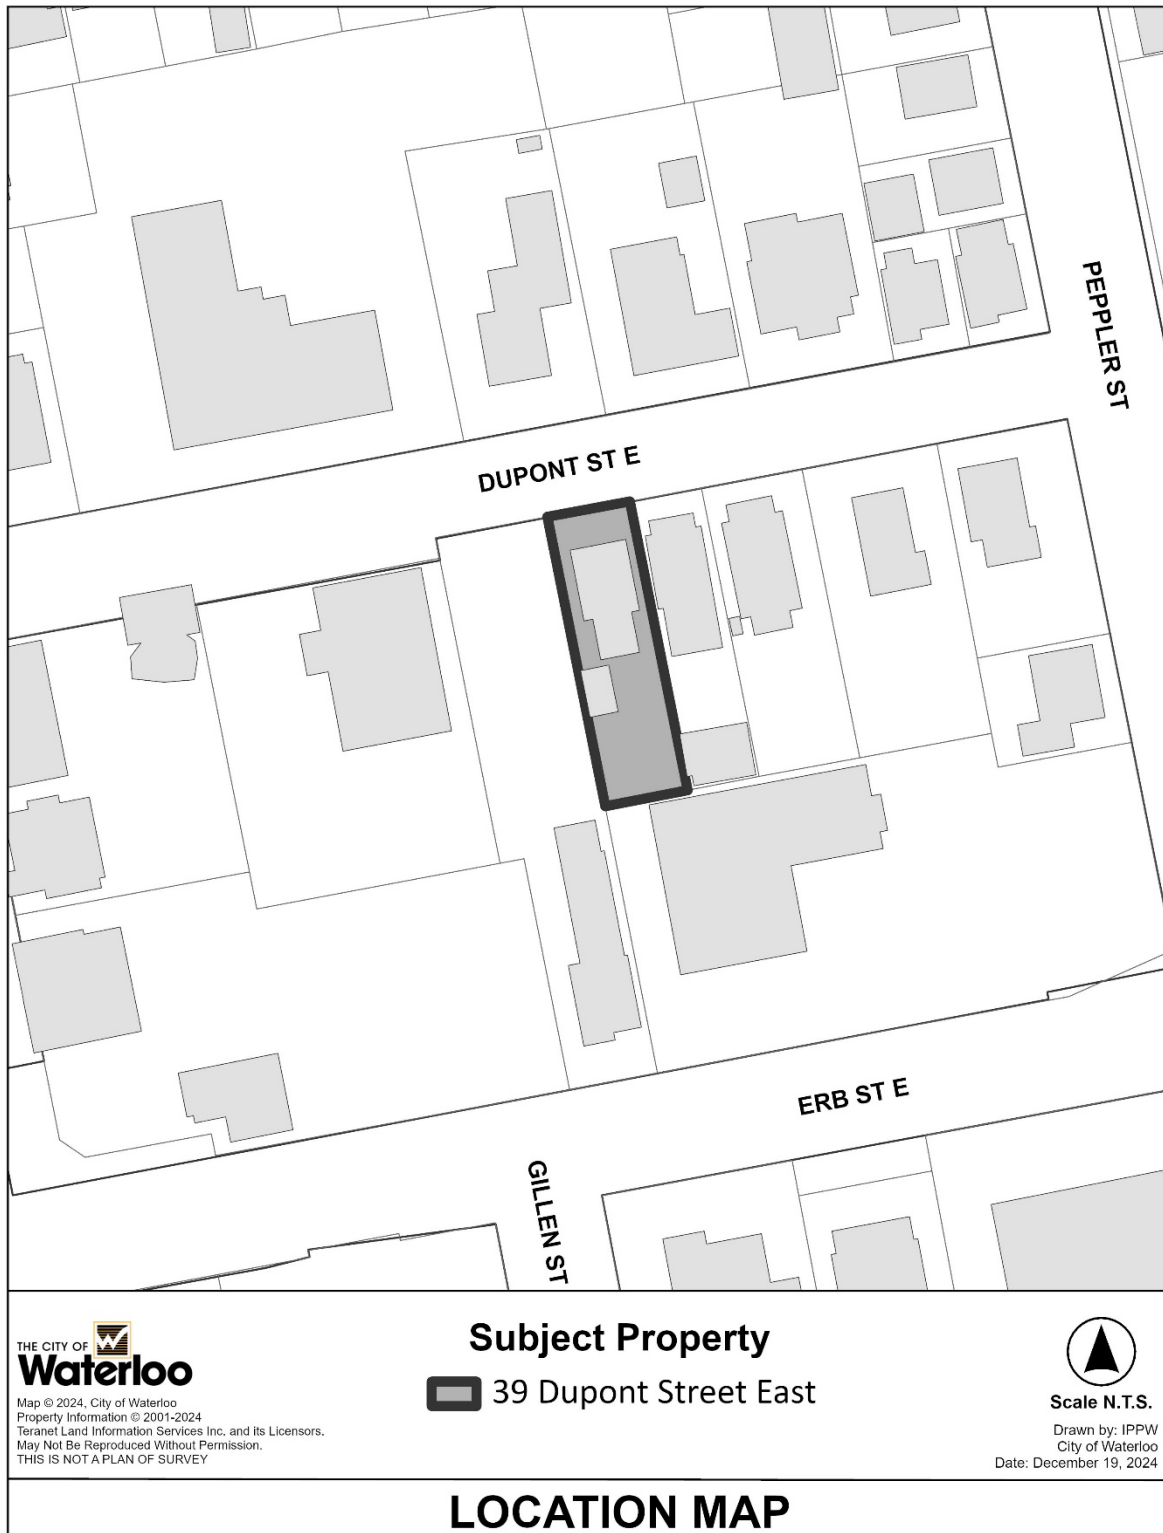 PEPPLER ST
DUPONT ST E
ERB ST E
GILLEN ST
THE CITY OF
Waterloo
Map © 2024, City of Waterloo
Property Information © 2001-2024
Teranet Land Information Services Inc. and its Licensors.
May Not Be Reproduced Without Permission.
THIS IS NOT A PLAN OF SURVEY
Subject Property
39 Dupont Street East
Scale N.T.S.
Drawn by: IPPW
City of Waterloo
Date: December 19, 2024
LOCATION MAP